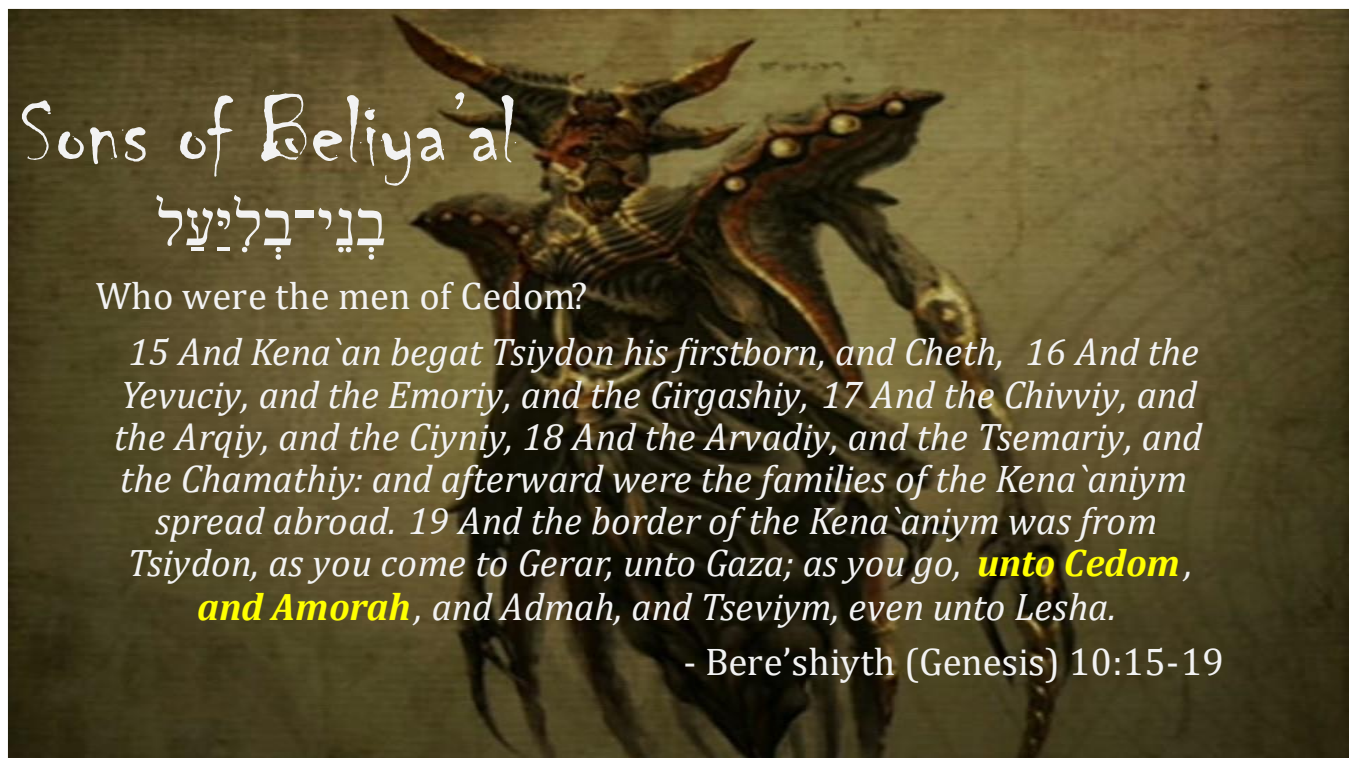 Sons of Beliya’al
בְּנֵי־בְלִיַּעַל
Who were the men of Cedom?
15 And Kena`an begat Tsiydon his firstborn, and Cheth, 16 And the
Yevuciy, and the Emoriy, and the Girgashiy, 17 And the Chivviy, and
the Arqiy, and the Ciyniy, 18 And the Arvadiy, and the Tsemariy, and
the Chamathiy: and afterward were the families of the Kena`aniym
spread abroad. 19 And the border of the Kena`aniym was from
Tsiydon, as you come to Gerar, unto Gaza; as you go, unto Cedom,
and Amorah, and Admah, and Tseviym, even unto Lesha.
- Bere’shiyth (Genesis) 10:15-19